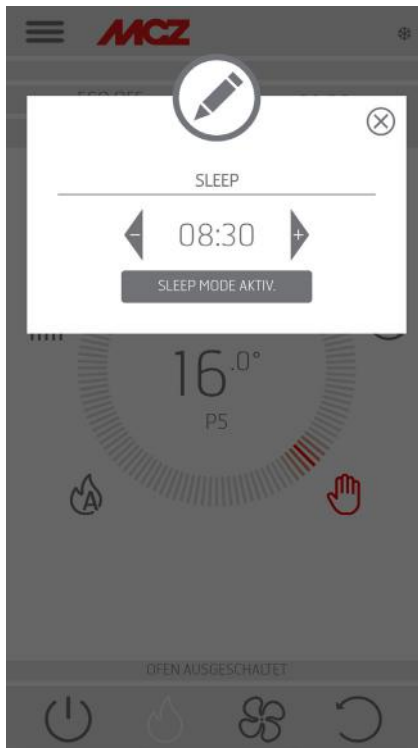 MCZ
SLEEP
08:30
SLEEP MODE AKTIV.
16.0°
P5
A
OFEN AUSGESCHALTET